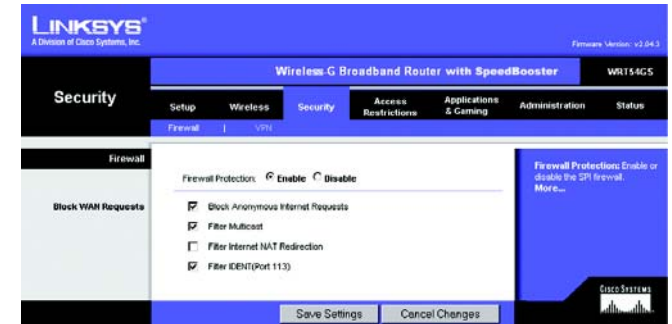 LINKSYS®
A Division of Cisco Systems, Inc.
Firmware Version: v2.04.3
Wireless-G Broadband Router with SpeedBooster WRT54GS
Security
Setup Wireless Security Access Restrictions Applications & Gaming Administration Status
Firewall | VPN
Firewall
Firewall Protection: Enable Disable
Block WAN Requests
Block Anonymous Internet Requests
Filter Multicast
Filter Internet NAT Redirection
Filter IDENT(Port 113)
Firewall Protection: Enable or
disable the SPI firewall.
More...
CISCO SYSTEMS
Save Settings Cancel Changes